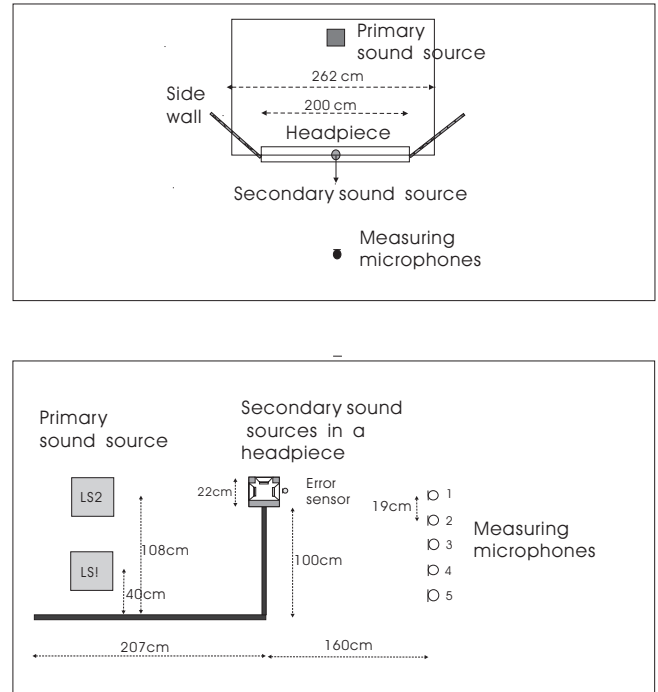 Primary
sound source
262 cm
Side
wall
200 cm
Headpiece
Secondary sound source
Measuring
microphones
Primary
sound source
Secondary sound
sources in a
headpiece
LS2
22cm
Error
sensor
1
19cm
2
Measuring
microphones
3
108cm
100cm
LSI
4
40cm
5
207cm
160cm